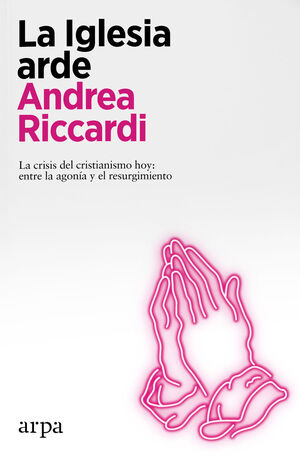 La Iglesia
arde
Andrea
Riccardi
La crisis del cristianismo hoy:
entre la agonía y el resurgimiento
arpa